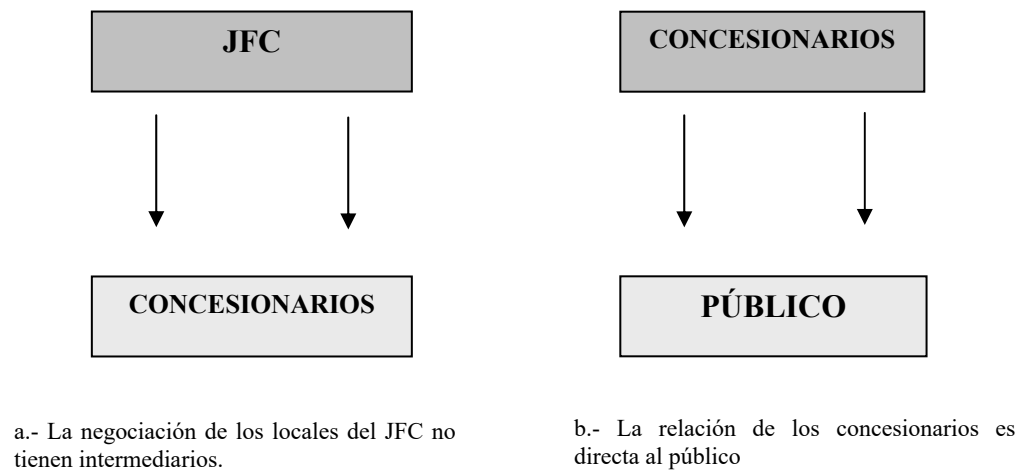 JFC
CONCESIONARIOS
a.- La negociación de los locales del JFC no
tienen intermediarios.
CONCESIONARIOS
PÚBLICO
b.- La relación de los concesionarios es
directa al público